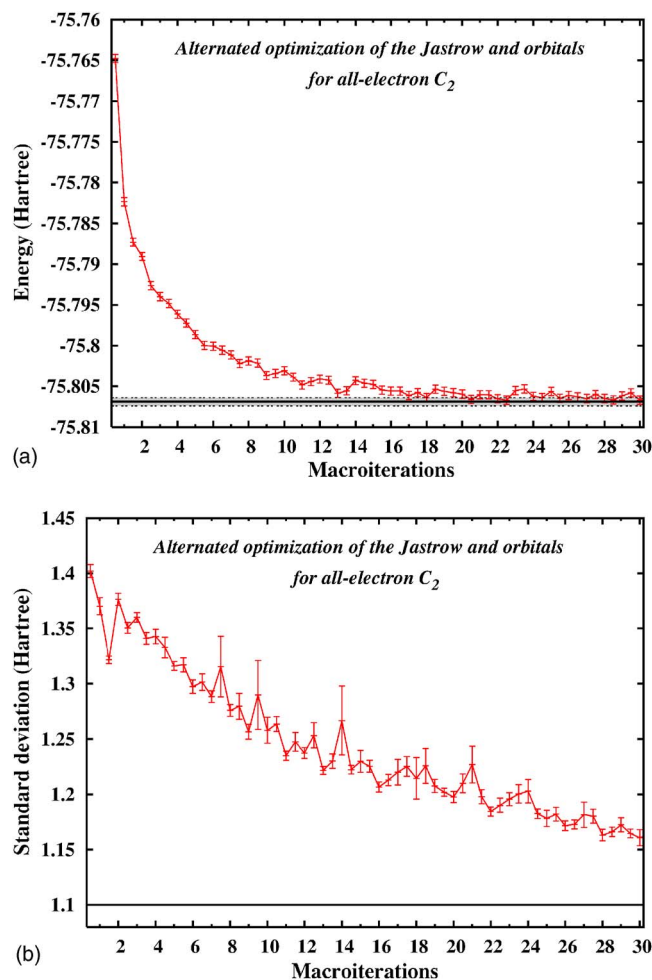 -75.76
Alternated optimization of the Jastrow and orbitals
for all-electron C2
-75.765
-75.77
-75.775
-75.78
-75.785
-75.79
-75.795
-75.8
-75.805
-75.81
Energy (Hartree)
2 4 6 8 10 12 14 16 18 20 22 24 26 28 30
(a)
Macroiterations
1.45
Alternated optimization of the Jastrow and orbitals
for all-electron C2
1.4
1.35
1.3
1.25
1.2
1.15
1.1
Standard deviation (Hartree)
2 4 6 8 10 12 14 16 18 20 22 24 26 28 30
(b)
Macroiterations